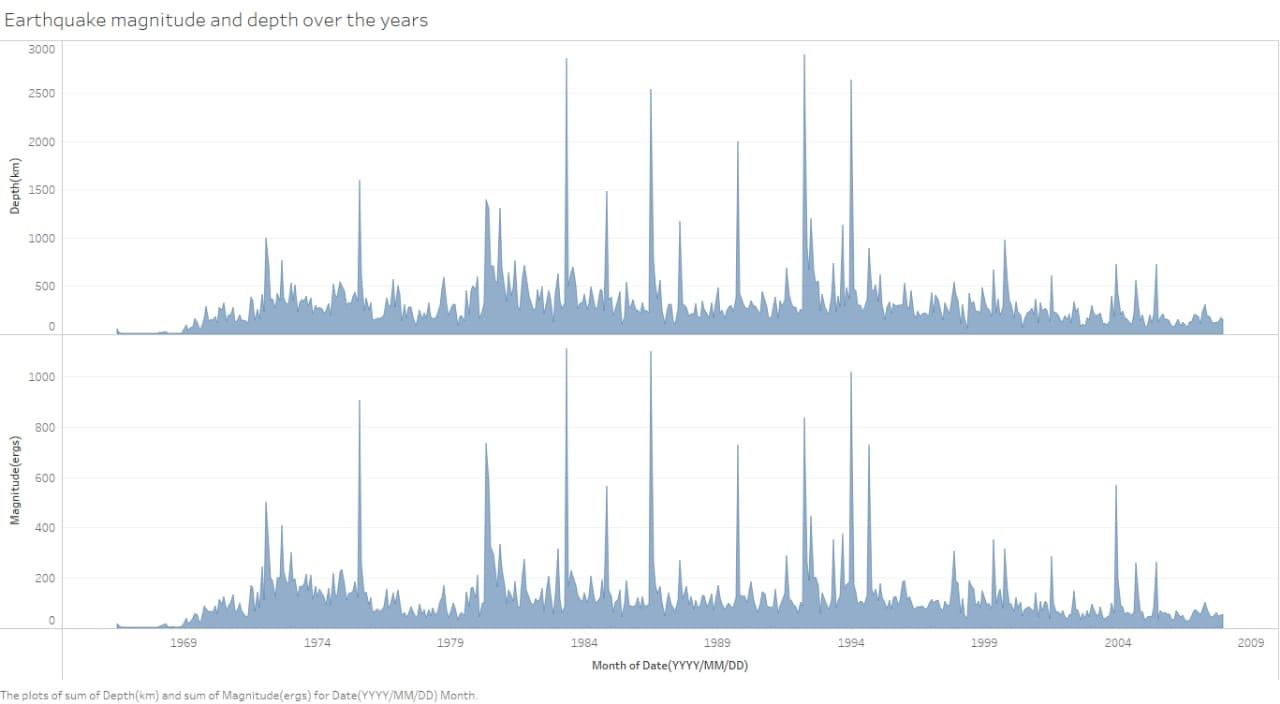 Earthquake magnitude and depth over the years
3000
2500
2000
1500
1000
500
0
Depth(km)
1000
800
600
400
200
0
Magnitude(ergs)
1969 1974 1979 1984 1989 1994 1999 2004 2009
Month of Date(YYYY/MM/DD)
The plots of sum of Depth(km) and sum of Magnitude(ergs) for Date(YYYY/MM/DD) Month.